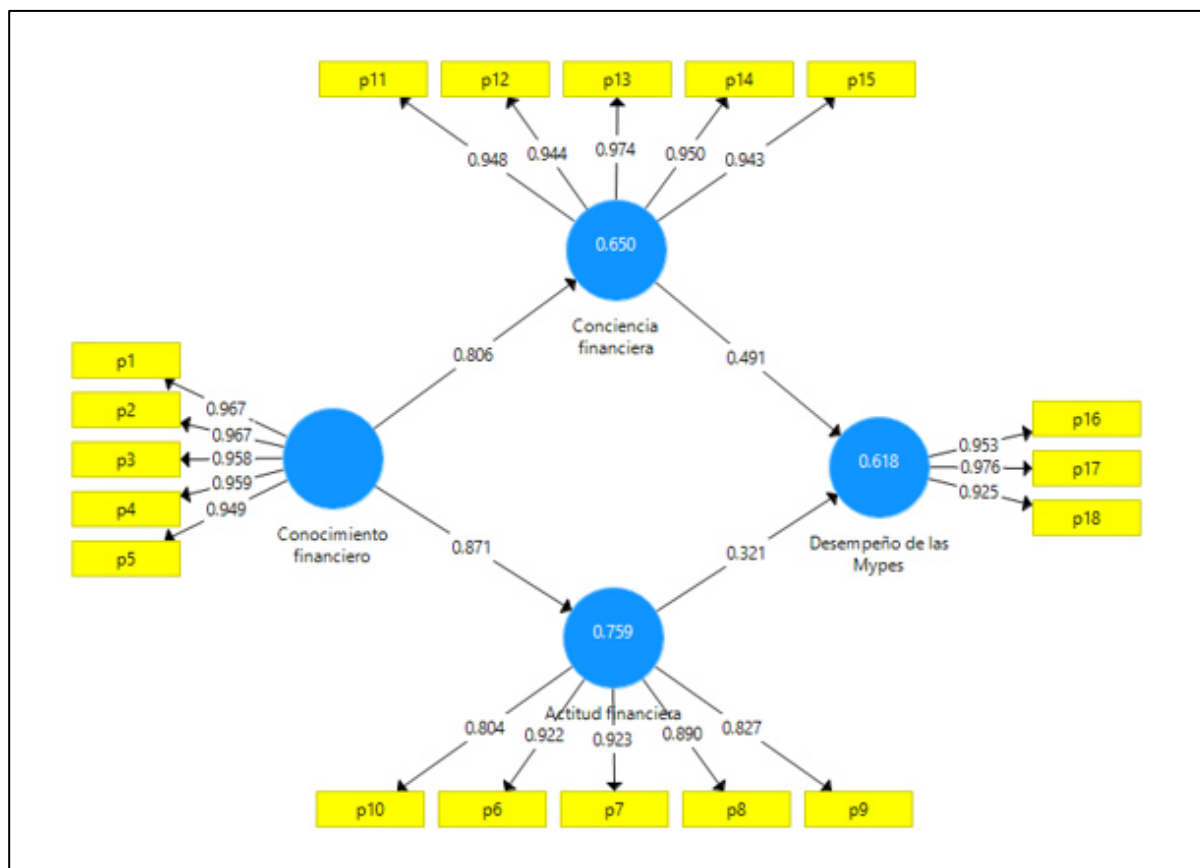 p11
p12
p13
p14
p15
0.948
0.944
0.974
0.950
0.943
0.650
Conciencia
financiera
0.806
0.491
p1
p2
p3
p4
p5
0.967
0.967
0.958
0.959
0.949
Conocimiento
financiero
0.618
Desempeño de las
Mypes
0.953
0.976
0.925
p16
p17
p18
0.871
0.321
0.759
Actitud financiera
0.804
0.922
0.923
0.890
0.827
p10
p6
p7
p8
p9